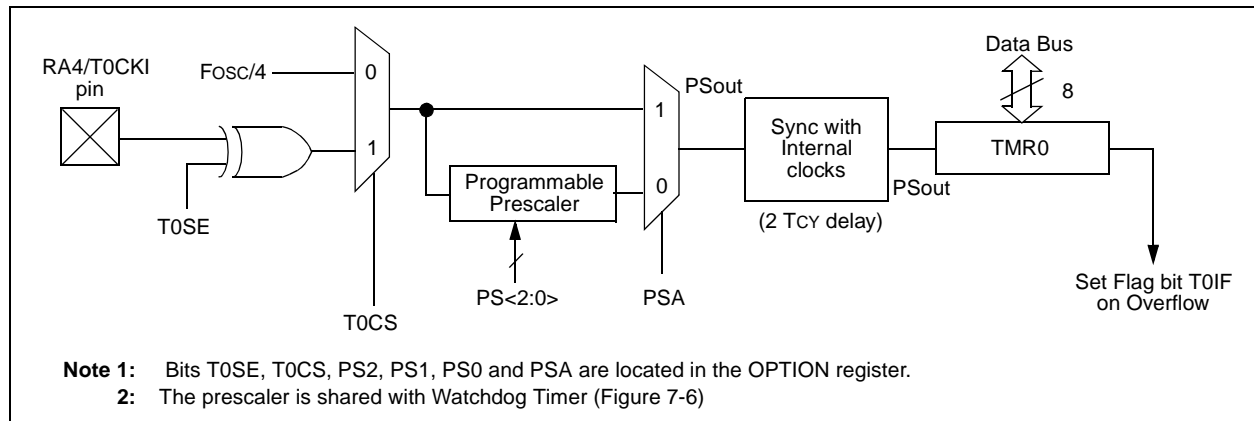 RA4/T0CKI
pin
FOSC/4
0
1
T0SE
T0CS
Programmable
Prescaler
PS<2:0>
1
0
PSA
PSout
Sync with
Internal
clocks
(2 TCY delay)
PSout
Data Bus
8
TMR0
Set Flag bit T0IF
on Overflow
Note 1: Bits T0SE, T0CS, PS2, PS1, PS0 and PSA are located in the OPTION register.
2: The prescaler is shared with Watchdog Timer (Figure 7-6)